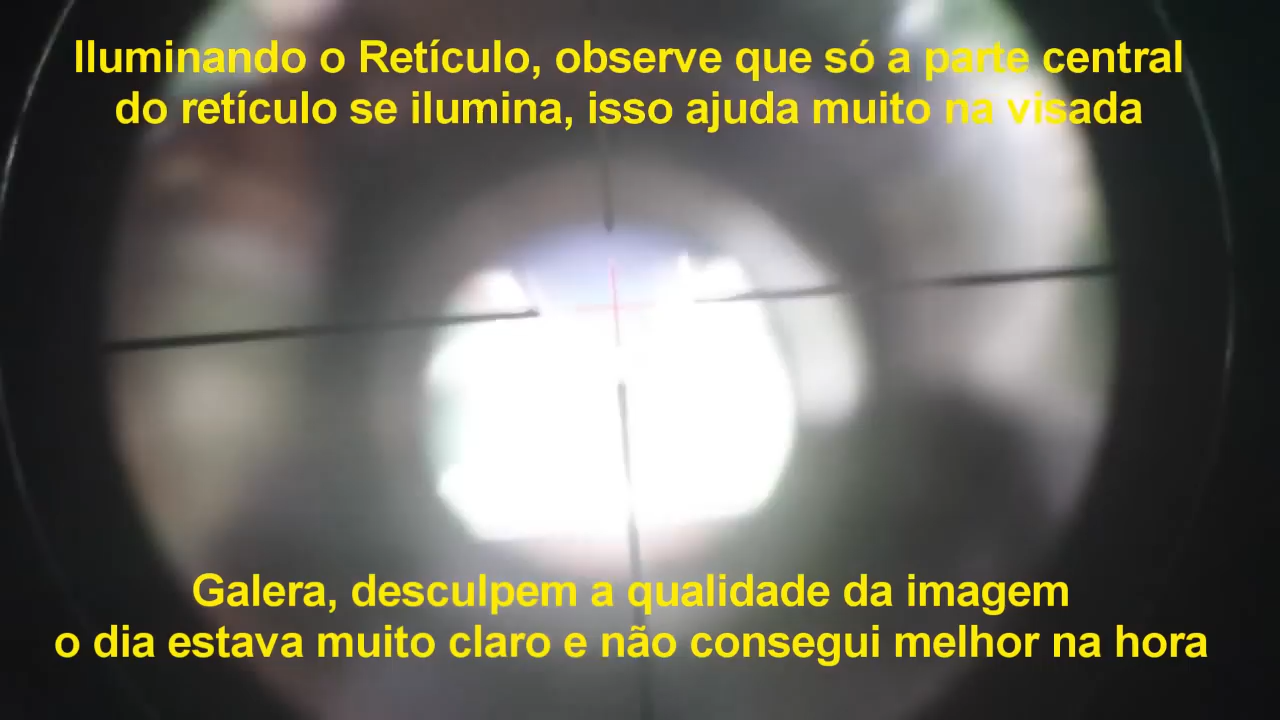 Iluminando o Retículo, observe que só a parte central
do retículo se ilumina, isso ajuda muito na visada
Galera, desculpem a qualidade da imagem
o dia estava muito claro e não consegui melhor na hora